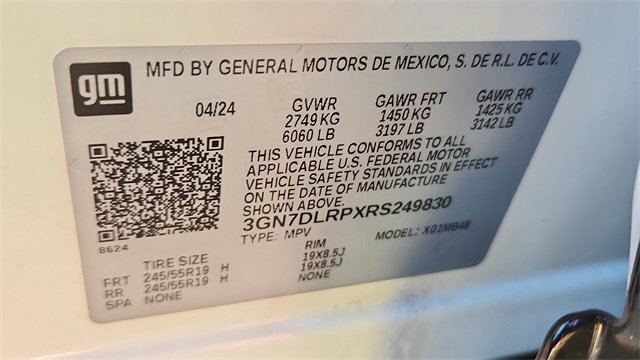 gm
MFD BY GENERAL MOTORS DE MEXICO, S. DE R.L. DE C.V.
04/24 GVWR GAWR FRT GAWR RR
2749 KG 1450 KG 1425 KG
6060 LB 3197 LB 3142 LB
THIS VEHICLE CONFORMS TO ALL
APPLICABLE U.S. FEDERAL MOTOR
VEHICLE SAFETY STANDARDS IN EFFECT
ON THE DATE OF MANUFACTURE
SHOWN ABOVE.
3GN7DLRPXRS249830
TYPE: MPV MODEL: X01MB48
8624
TIRE SIZE RIM
FRT 245/55R19 H 19X8.5J
RR 245/55R19 H 19X8.5J
SPA NONE NONE